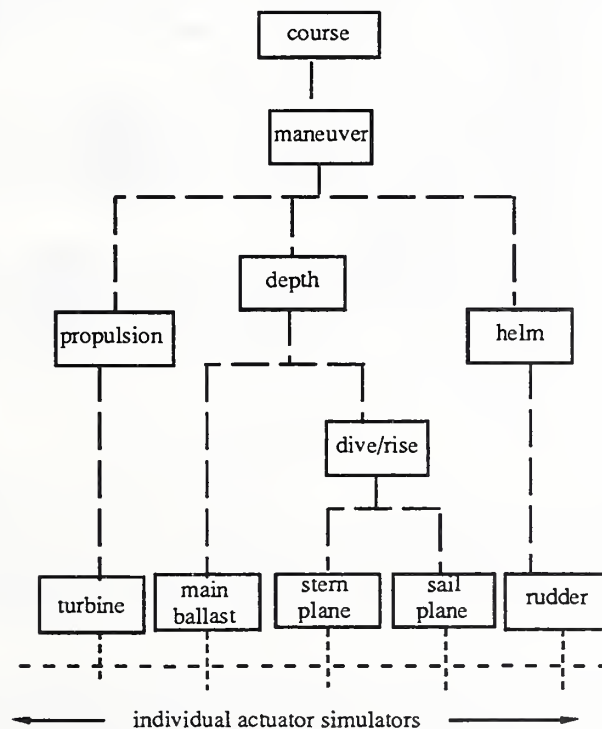 course
maneuver
depth
propulsion
helm
dive/rise
turbine
main
ballast
stern
plane
sail
plane
rudder
individual actuator simulators